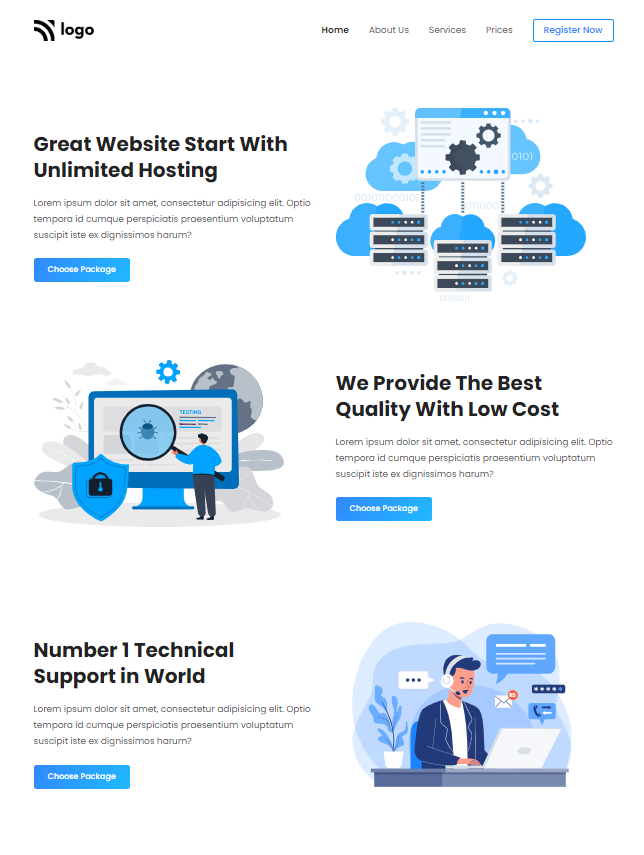 logo
Home About Us Services Prices Register Now
Great Website Start With
Unlimited Hosting
Lorem ipsum dolor sit amet, consectetur adipisicing elit. Optio
tempora id cumque perspiciatis praesentium voluptatum
suscipit iste ex dignissimos harum?
Choose Package
0101
001011000101
011000
0010101
TESTING
We Provide The Best
Quality With Low Cost
Lorem ipsum dolor sit amet, consectetur adipisicing elit. Optio
tempora id cumque perspiciatis praesentium voluptatum
suscipit iste ex dignissimos harum?
Choose Package
Number 1 Technical
Support in World
Lorem ipsum dolor sit amet, consectetur adipisicing elit. Optio
tempora id cumque perspiciatis praesentium voluptatum
suscipit iste ex dignissimos harum?
Choose Package